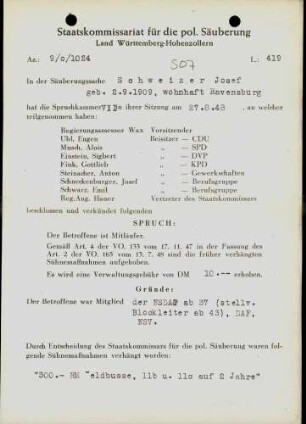 Staatskommissariat für die pol. Säuberung
Land Württemberg-Hohenzollern
Az.: 9/o/1024
L.: 419
507
In der Säuberungssache Schweizer Josef
geb. 2.9.1909, wohnhaft Ravensburg
hat die Spruchkammer VII in ihrer Sitzung am 27.8.48 , an welcher
teilgenommen haben:
Regierungsassessor Wax Vorsitzender
Uhl, Eugen Beisitzer — CDU
Musch, Alois „ — SPD
Einstein, Sigbert „ — DVP
Fink, Gottlieb „ — KPD
Steinacher, Anton „ — Gewerkschaften
Schneckenburger, Josef „ — Berufsgruppe
Schwarz, Emil „ — Berufsgruppe
Reg.Aug. Hauer Vertreter des Staatskommissars
beschlossen und verkündet folgenden
SPRUCH:
Der Betroffene ist Mitläufer.
Gemäß Art. 4 der VO. 133 vom 17. 11. 47 in der Fassung des
Art. 2 der VO. 165 vom 13. 7. 48 sind die früher verhängten
Sühnemaßnahmen aufgehoben.
Es wird eine Verwaltungsgebühr von DM 10.-- erhoben.
Gründe:
Der Betroffene war Mitglied der NSDAP ab 37 (stellv.
Blockleiter ab 43), DAF,
NSV.
Durch Entscheidung des Staatskommissars für die pol. Säuberung waren fol-
gende Sühnemaßnahmen verhängt worden:
"300.- RM Geldbusse, 11b u. 11c auf 2 Jahre"